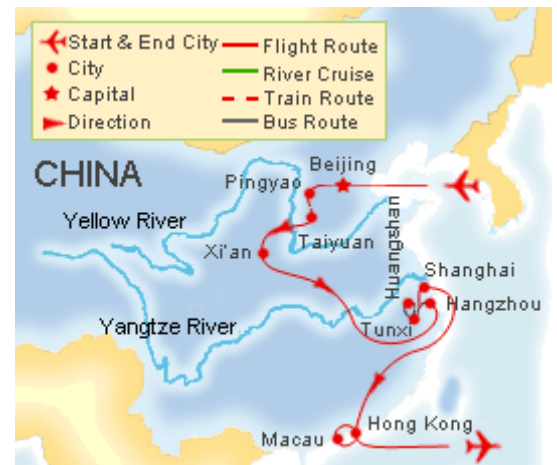 Start & End City
City
Capital
Direction
Flight Route
River Cruise
Train Route
Bus Route
CHINA
Beijing
Pingyao
Yellow River
Taiyuan
Xi'an
Huangshan
Shanghai
Hangzhou
Yangtze River
Tunxi
Hong Kong
Macau